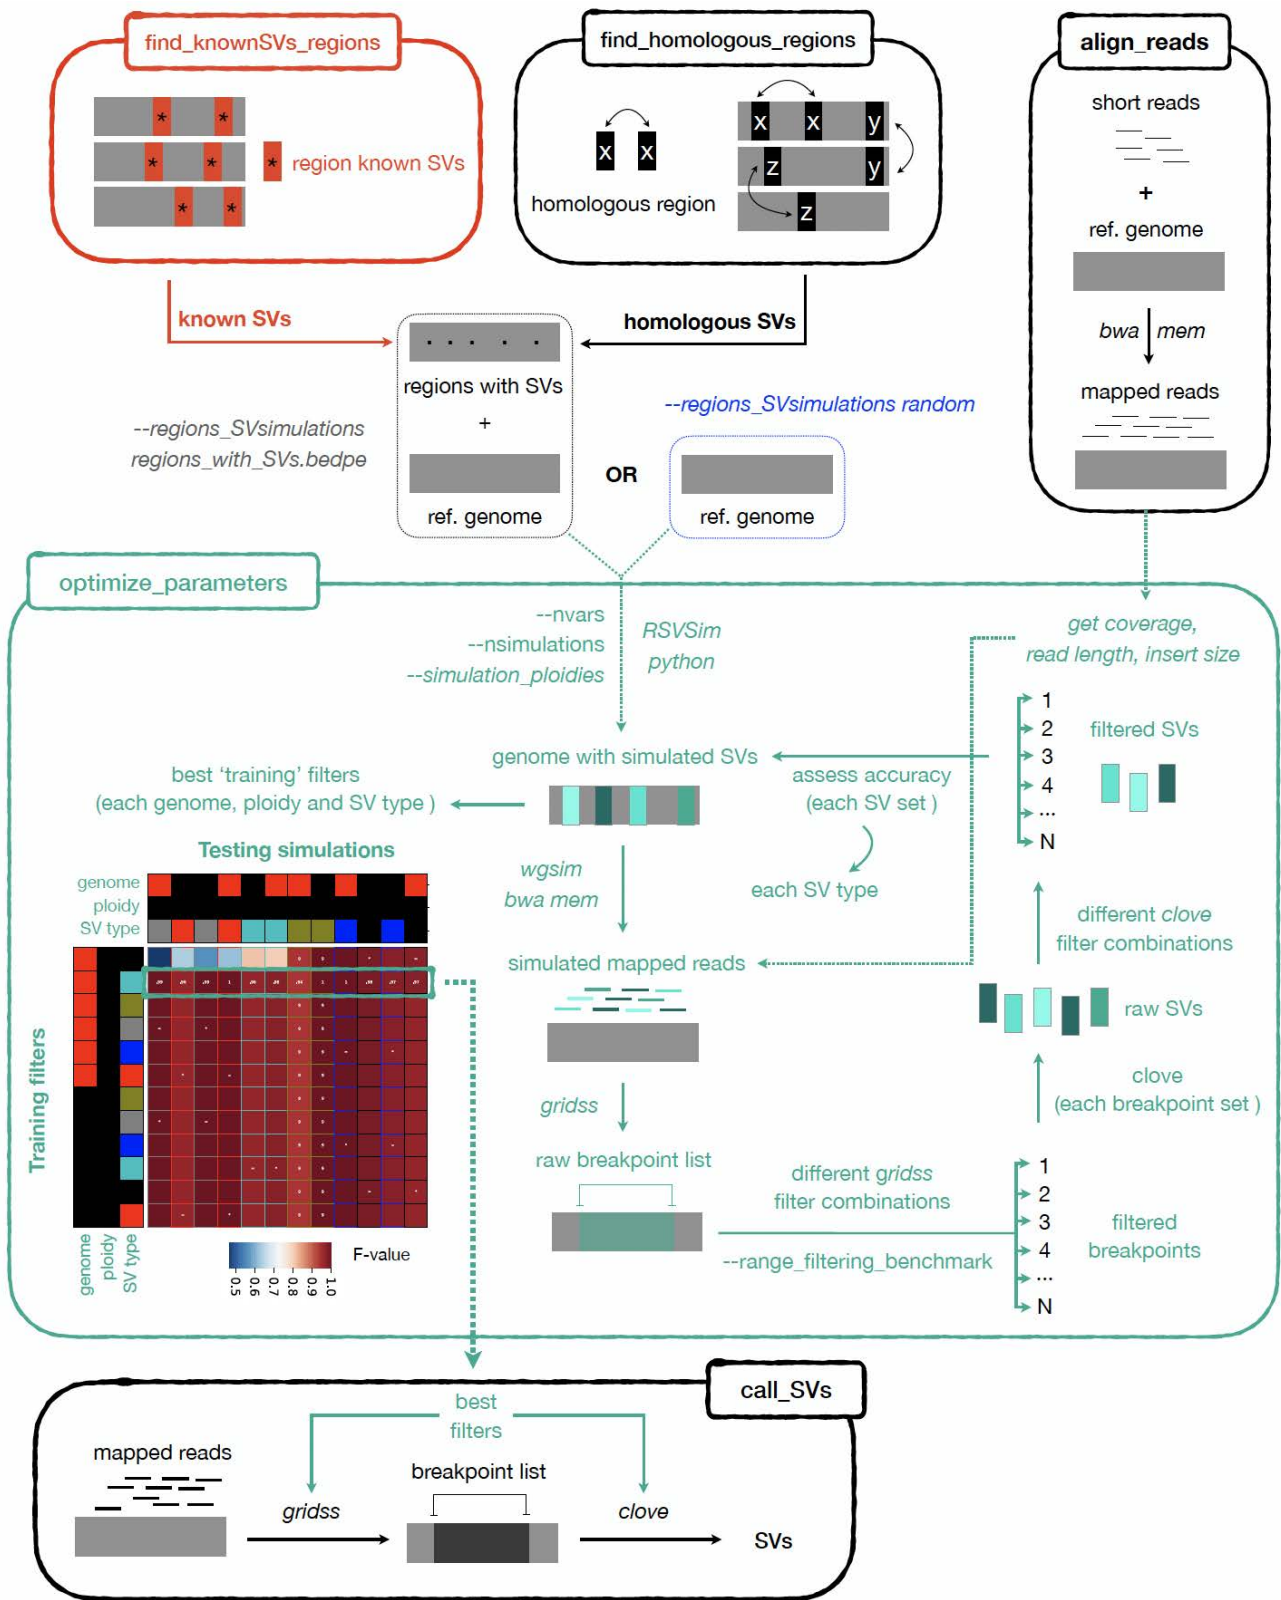 find_knownSVs_regions
find_homologous_regions
align_reads
* *
* *
* *
* region known SVs
x x
homologous region
x x y
z y
z
short reads
+
ref. genome
bwa mem
mapped reads
known SVs
homologous SVs
regions with SVs
+
ref. genome
--regions_SVsimulations
regions_with_SVs.bedpe
OR
--regions_SVsimulations random
ref. genome
optimize_parameters
--nvars
--nsimulations
--simulation_ploidies
RSVSim
python
get coverage,
read length, insert size
1
2
3
4
...
N
filtered SVs
genome with simulated SVs
assess accuracy
(each SV set )
each SV type
best ‘training’ filters
(each genome, ploidy and SV type )
Testing simulations
genome
ploidy
SV type
Training filters
genome
ploidy
SV type
F-value
0.5
0.6
0.7
0.8
0.9
1.0
wgsim
bwa mem
simulated mapped reads
different clove
filter combinations
raw SVs
clove
(each breakpoint set )
gridss
raw breakpoint list
different gridss
filter combinations
--range_filtering_benchmark
1
2
3
4
...
N
filtered
breakpoints
call_SVs
best
filters
mapped reads
gridss
breakpoint list
clove
SVs